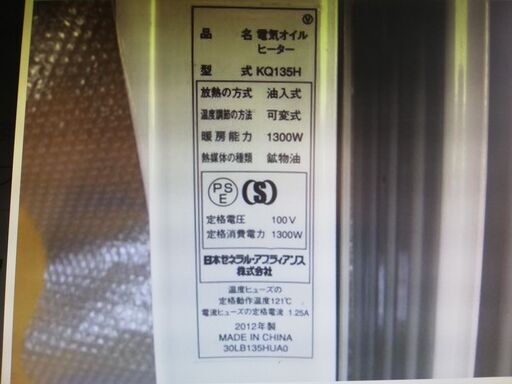 V
品 名 電気オイル
ヒーター
型 式 KQ135H
放熱の方式 油入式
温度調節の方法 可変式
暖房能力 1300W
熱媒体の種類 鉱物油
PS
E
S
定格電圧 100V
定格消費電力 1300W
日本ゼネラル・アプライアンス
株式会社
温度ヒューズの
定格動作温度121℃
電流ヒューズの定格電流 1.25A
2012年製
MADE IN CHINA
30LB135HUA0